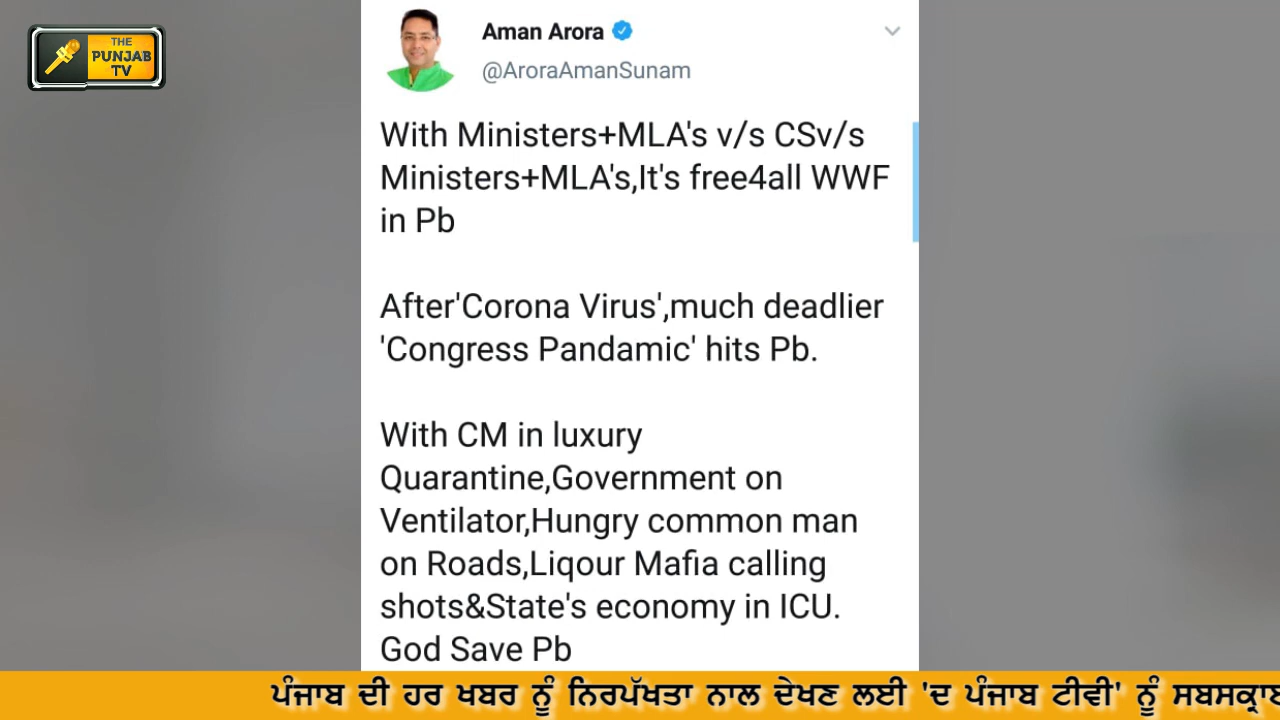 THE
PUNJAB
TV
Aman Arora
@AroraAmanSunam
With Ministers+MLA's v/s CSv/s
Ministers+MLA's,It's free4all WWF
in Pb
After'Corona Virus',much deadlier
'Congress Pandamic' hits Pb.
With CM in luxury
Quarantine,Government on
Ventilator,Hungry common man
on Roads,Liqour Mafia calling
shots&State's economy in ICU.
God Save Pb
ਪੰਜਾਬ ਦੀ ਹਰ ਖਬਰ ਨੂੰ ਨਿਰਪੱਖਤਾ ਨਾਲ ਦੇਖਣ ਲਈ 'ਦ ਪੰਜਾਬ ਟੀਵੀ' ਨੂੰ